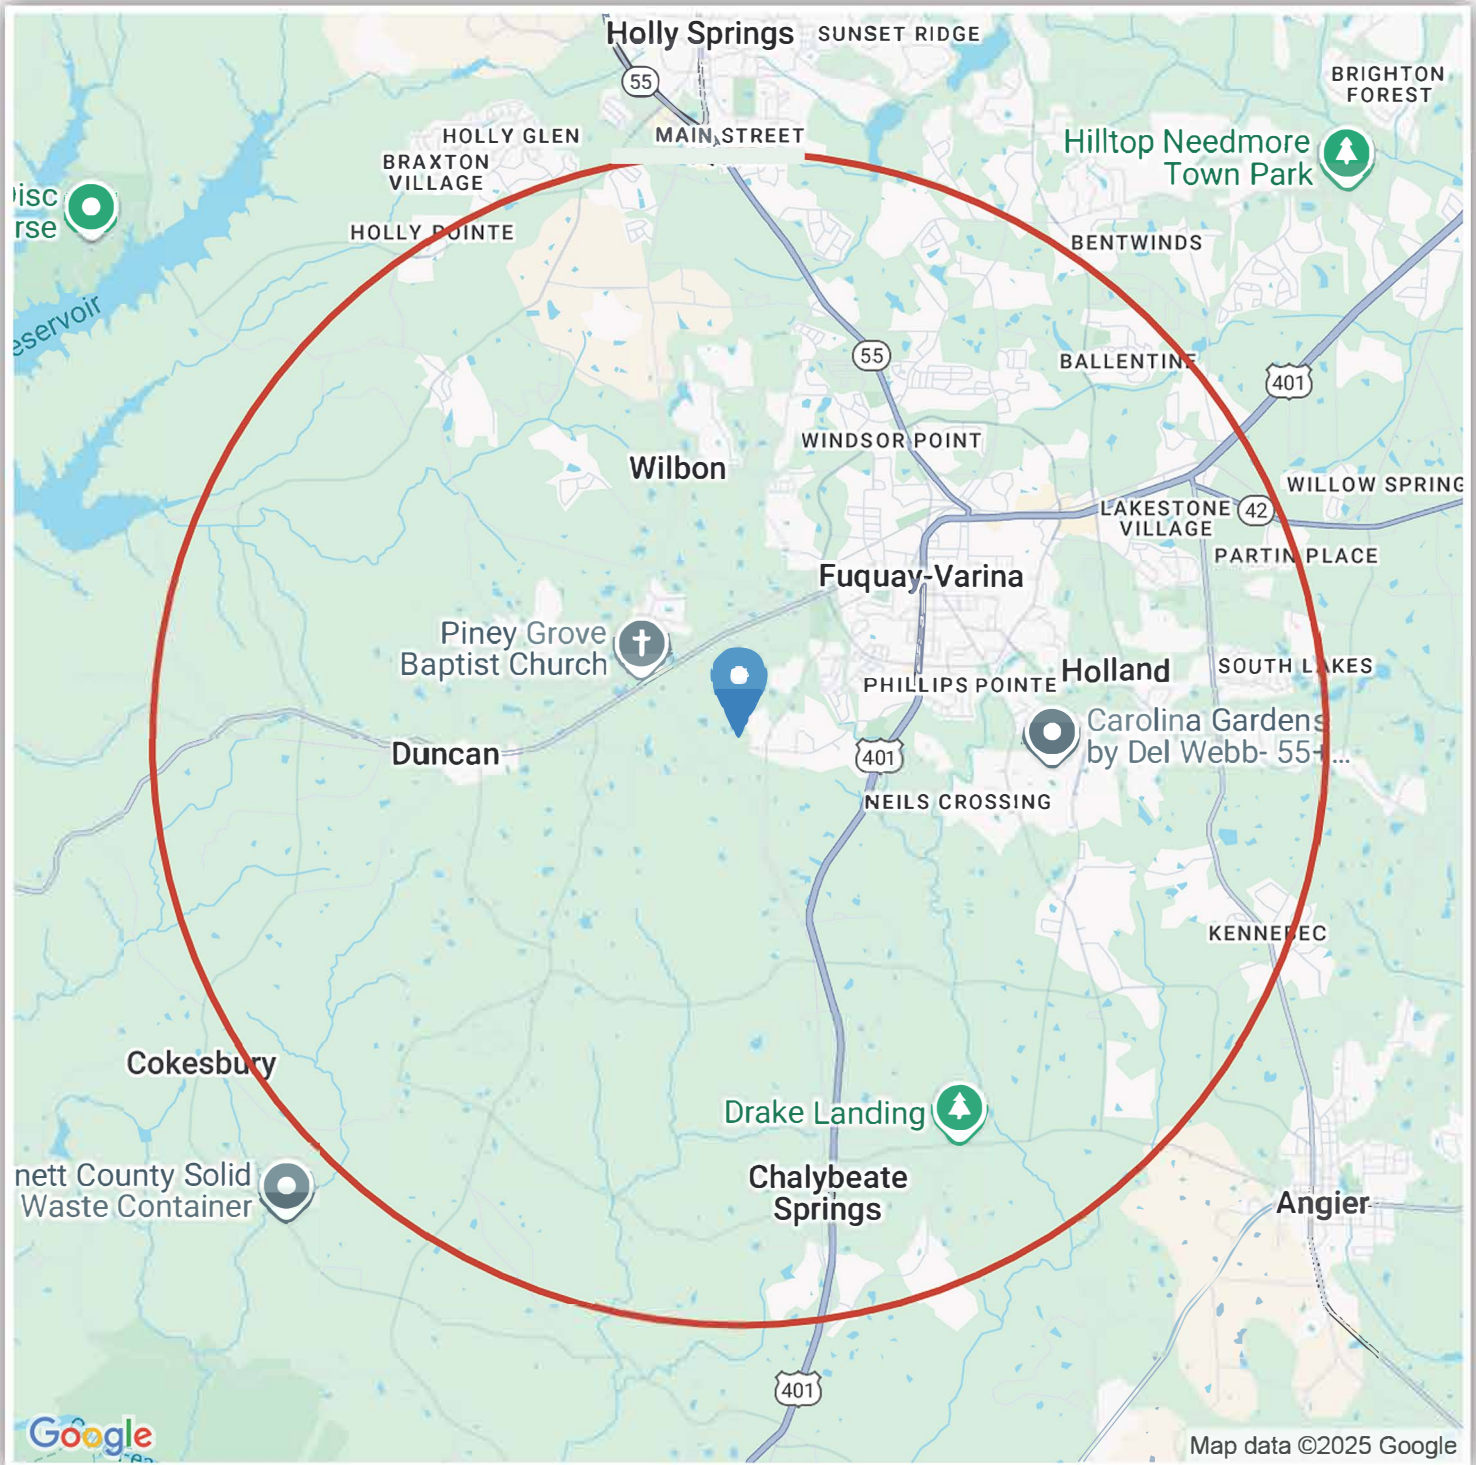 Holly Springs
SUNSET RIDGE
55
BRIGHTON
FOREST
HOLLY GLEN
MAIN STREET
Hilltop Needmore
Town Park
BRAXTON
VILLAGE
HOLLY POINTE
BENTWINDS
55
BALLENTINE
401
WINDSOR POINT
Wilbon
WILLOW SPRING
LAKESTONE
VILLAGE
42
PARTIN PLACE
Fuquay-Varina
Piney Grove
Baptist Church
Holland
SOUTH LAKES
PHILLIPS POINTE
Carolina Gardens
by Del Webb- 55+...
Duncan
401
NEILS CROSSING
KENNEBEC
Cokesbury
Drake Landing
nett County Solid
Waste Container
Chalybeate
Springs
Angier
401
Google
Map data ©2025 Google